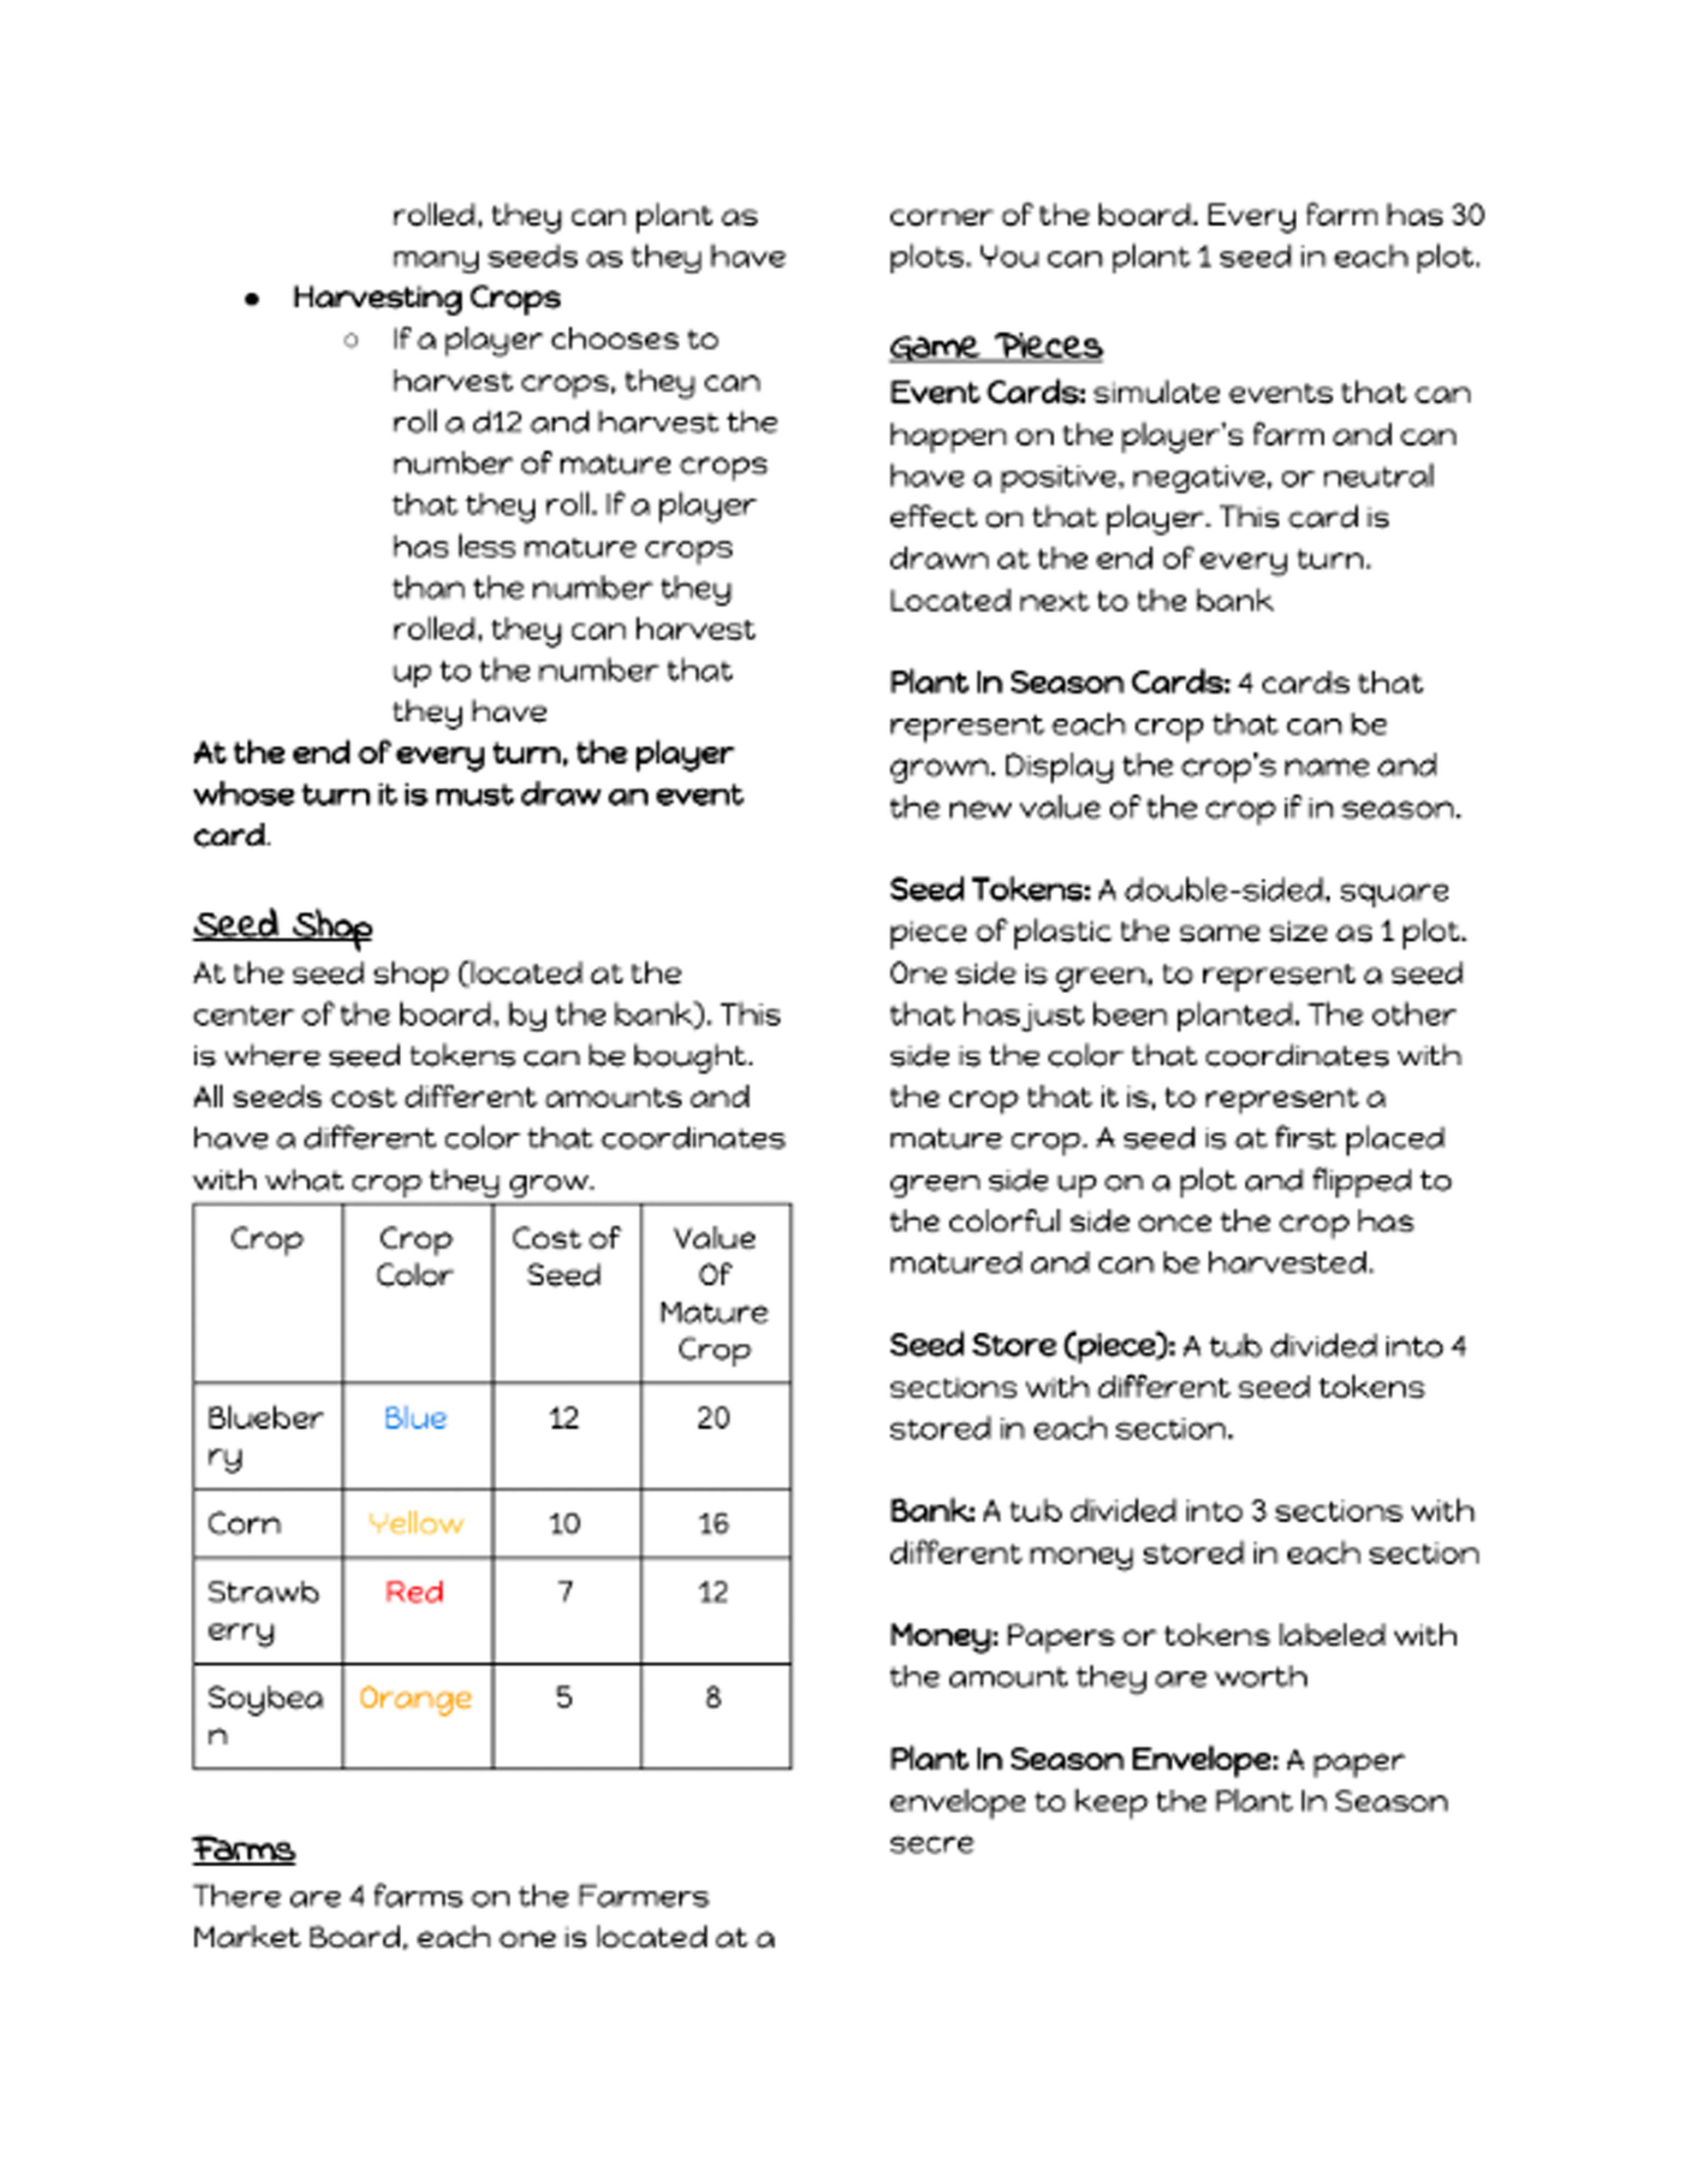 rolled, they can plant as
many seeds as they have
● Harvesting Crops
○ If a player chooses to
harvest crops, they can
roll a d12 and harvest the
number of mature crops
that they roll. If a player
has less mature crops
than the number they
rolled, they can harvest
up to the number that
they have
At the end of every turn, the player
whose turn it is must draw an event
card.
Seed Shop
At the seed shop (located at the
center of the board, by the bank). This
is where seed tokens can be bought.
All seeds cost different amounts and
have a different color that coordinates
with what crop they grow.
Crop Crop Cost of Value
Color Seed Of
Mature
Crop
Blueber Blue 12 20
ry
Corn Yellow 10 16
Strawb Red 7 12
erry
Soybea Orange 5 8
n
Farms
There are 4 farms on the Farmers
Market Board, each one is located at a
corner of the board. Every farm has 30
plots. You can plant 1 seed in each plot.
Game Pieces
Event Cards: simulate events that can
happen on the player's farm and can
have a positive, negative, or neutral
effect on that player. This card is
drawn at the end of every turn.
Located next to the bank
Plant In Season Cards: 4 cards that
represent each crop that can be
grown. Display the crop's name and
the new value of the crop if in season.
Seed Tokens: A double-sided, square
piece of plastic the same size as 1 plot.
One side is green, to represent a seed
that has just been planted. The other
side is the color that coordinates with
the crop that it is, to represent a
mature crop. A seed is at first placed
green side up on a plot and flipped to
the colorful side once the crop has
matured and can be harvested.
Seed Store (piece): A tub divided into 4
sections with different seed tokens
stored in each section.
Bank: A tub divided into 3 sections with
different money stored in each section
Money: Papers or tokens labeled with
the amount they are worth
Plant In Season Envelope: A paper
envelope to keep the Plant In Season
secre